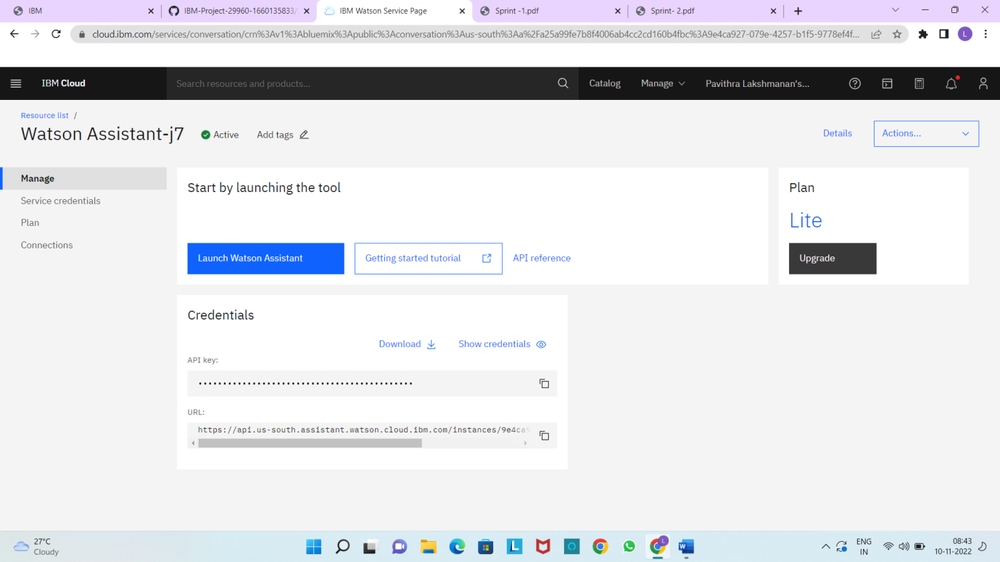 IBM
IBM-Project-29960-1660135833/
IBM Watson Service Page
Sprint -1.pdf
Sprint- 2.pdf
cloud.ibm.com/services/conversation/crn%3Av1%3Abluemix%3Apublic%3Aconversation%3Aus-south%3Aa%2Fa25a99fe7b8f4006ab4cc2cd160b4fbc%3A9e4ca927-079e-4257-b1f5-9778ef4f...
L
IBM Cloud
Search resources and products...
Catalog
Manage
Pavithra Lakshmanan's...
Resource list /
Watson Assistant-j7
Active
Add tags
Details
Actions...
Manage
Service credentials
Plan
Connections
Start by launching the tool
Launch Watson Assistant
Getting started tutorial
API reference
Plan
Lite
Upgrade
Credentials
Download
Show credentials
API key:
URL:
https://api.us-south.assistant.watson.cloud.ibm.com/instances/9e4ca9
27°C
Cloudy
ENG
IN
08:43
10-11-2022